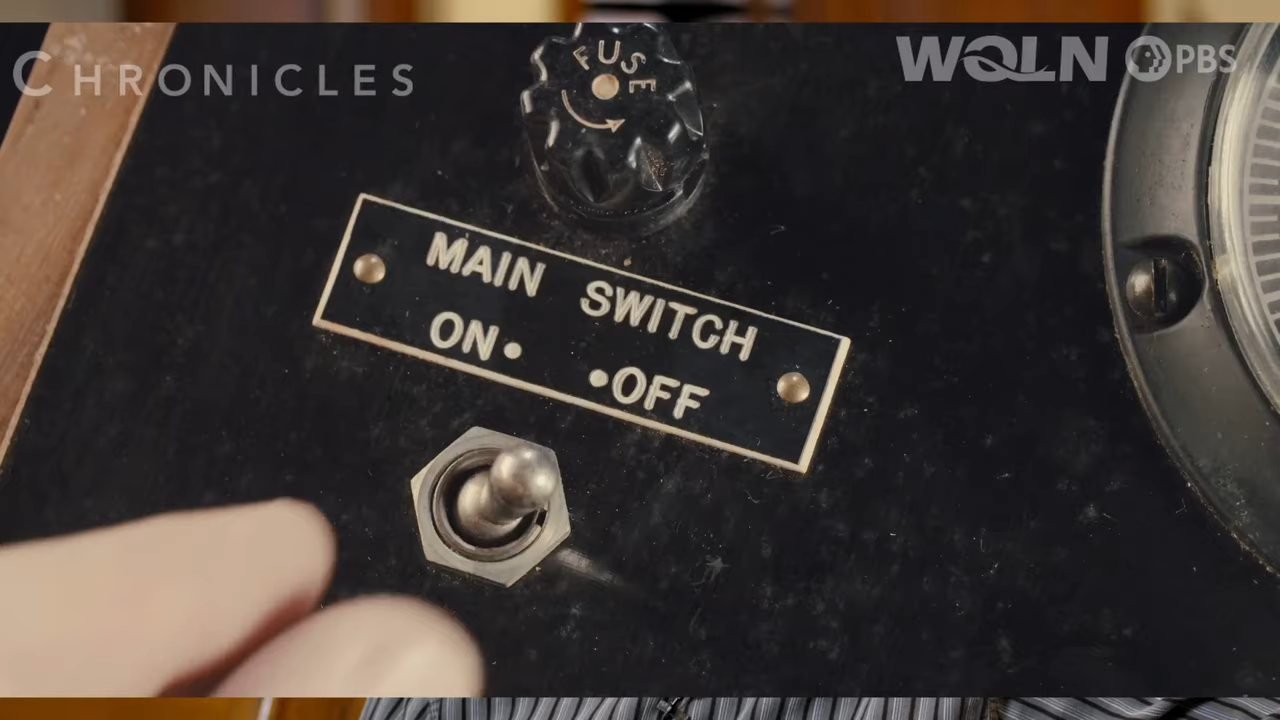 CHRONICLES
WQLN PBS
FUSE
MAIN SWITCH
ON• •OFF